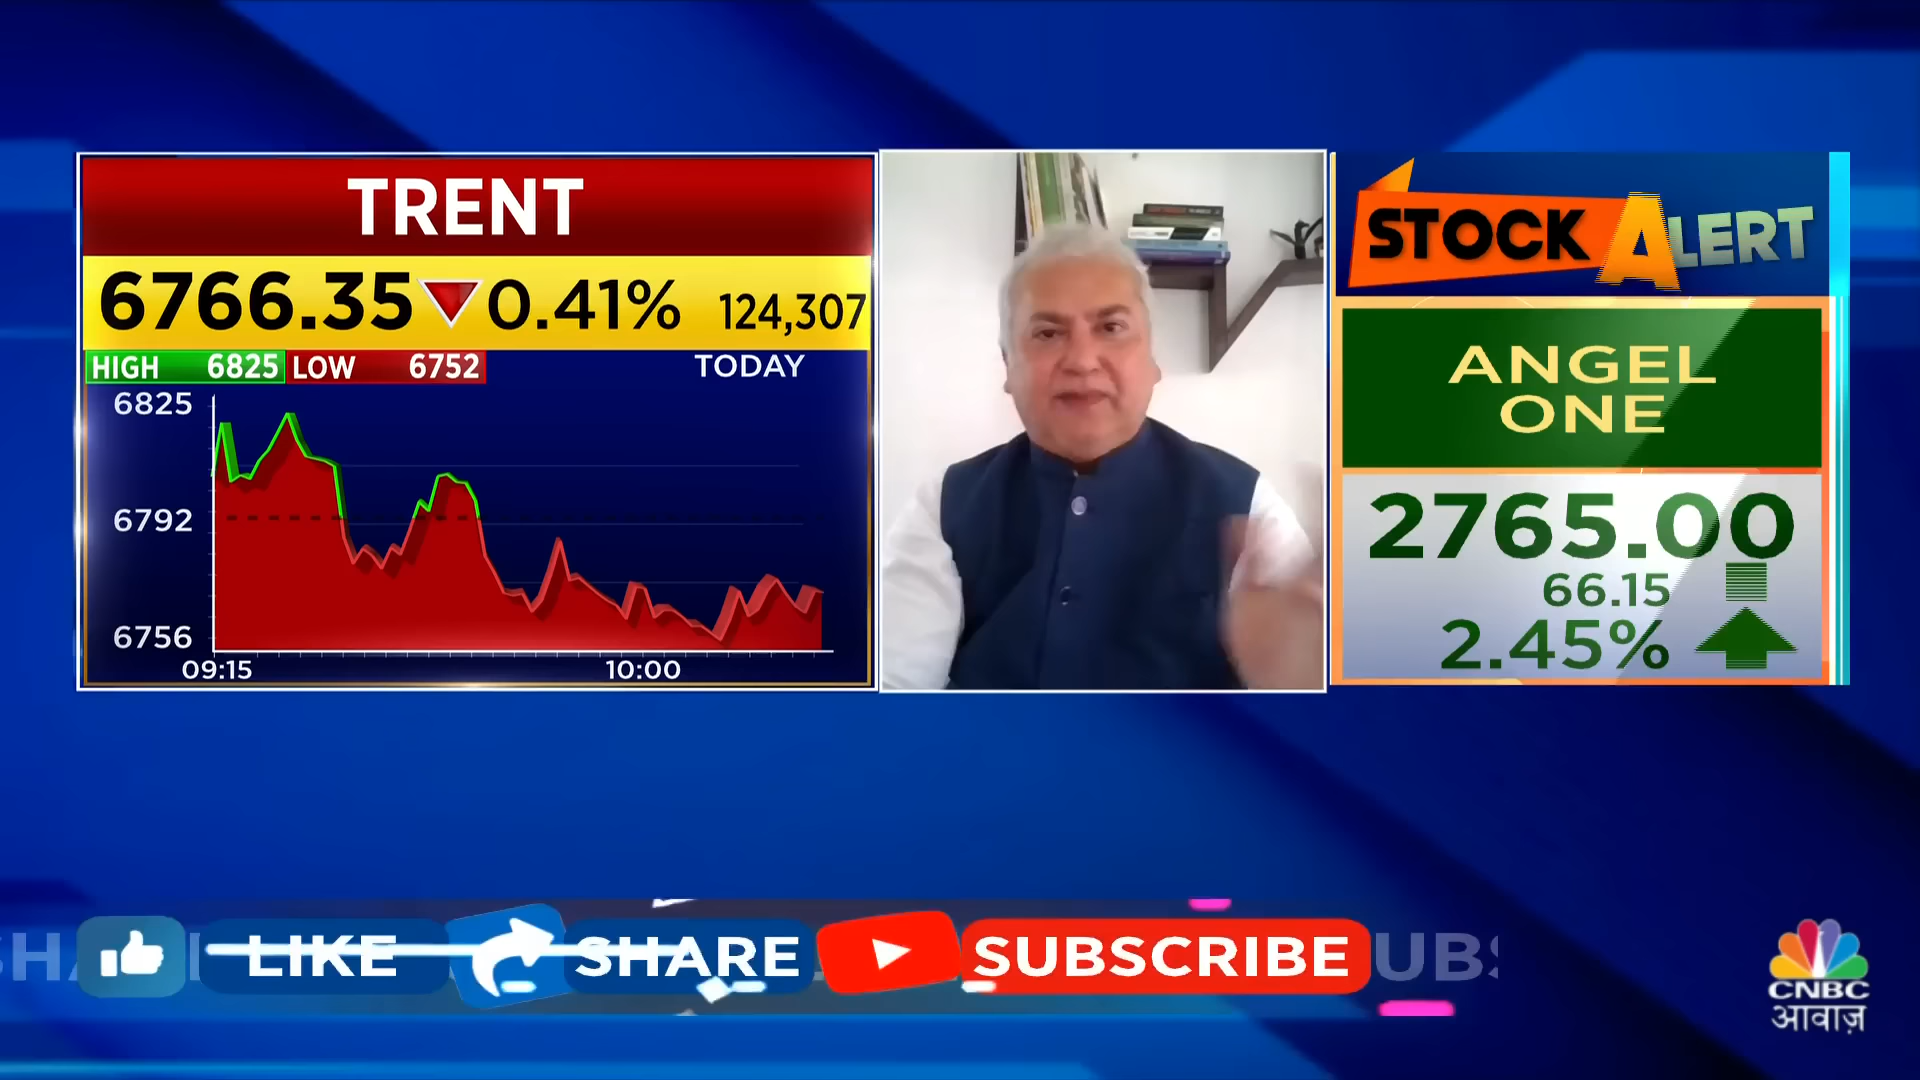 TRENT
6766.35 0.41% 124,307
HIGH 6825 LOW 6752 TODAY
6825
6792
6756
09:15 10:00
STOCK ALERT
ANGEL
ONE
2765.00
66.15
2.45%
LIKE SHARE SUBSCRIBE
CNBC
आवाज़